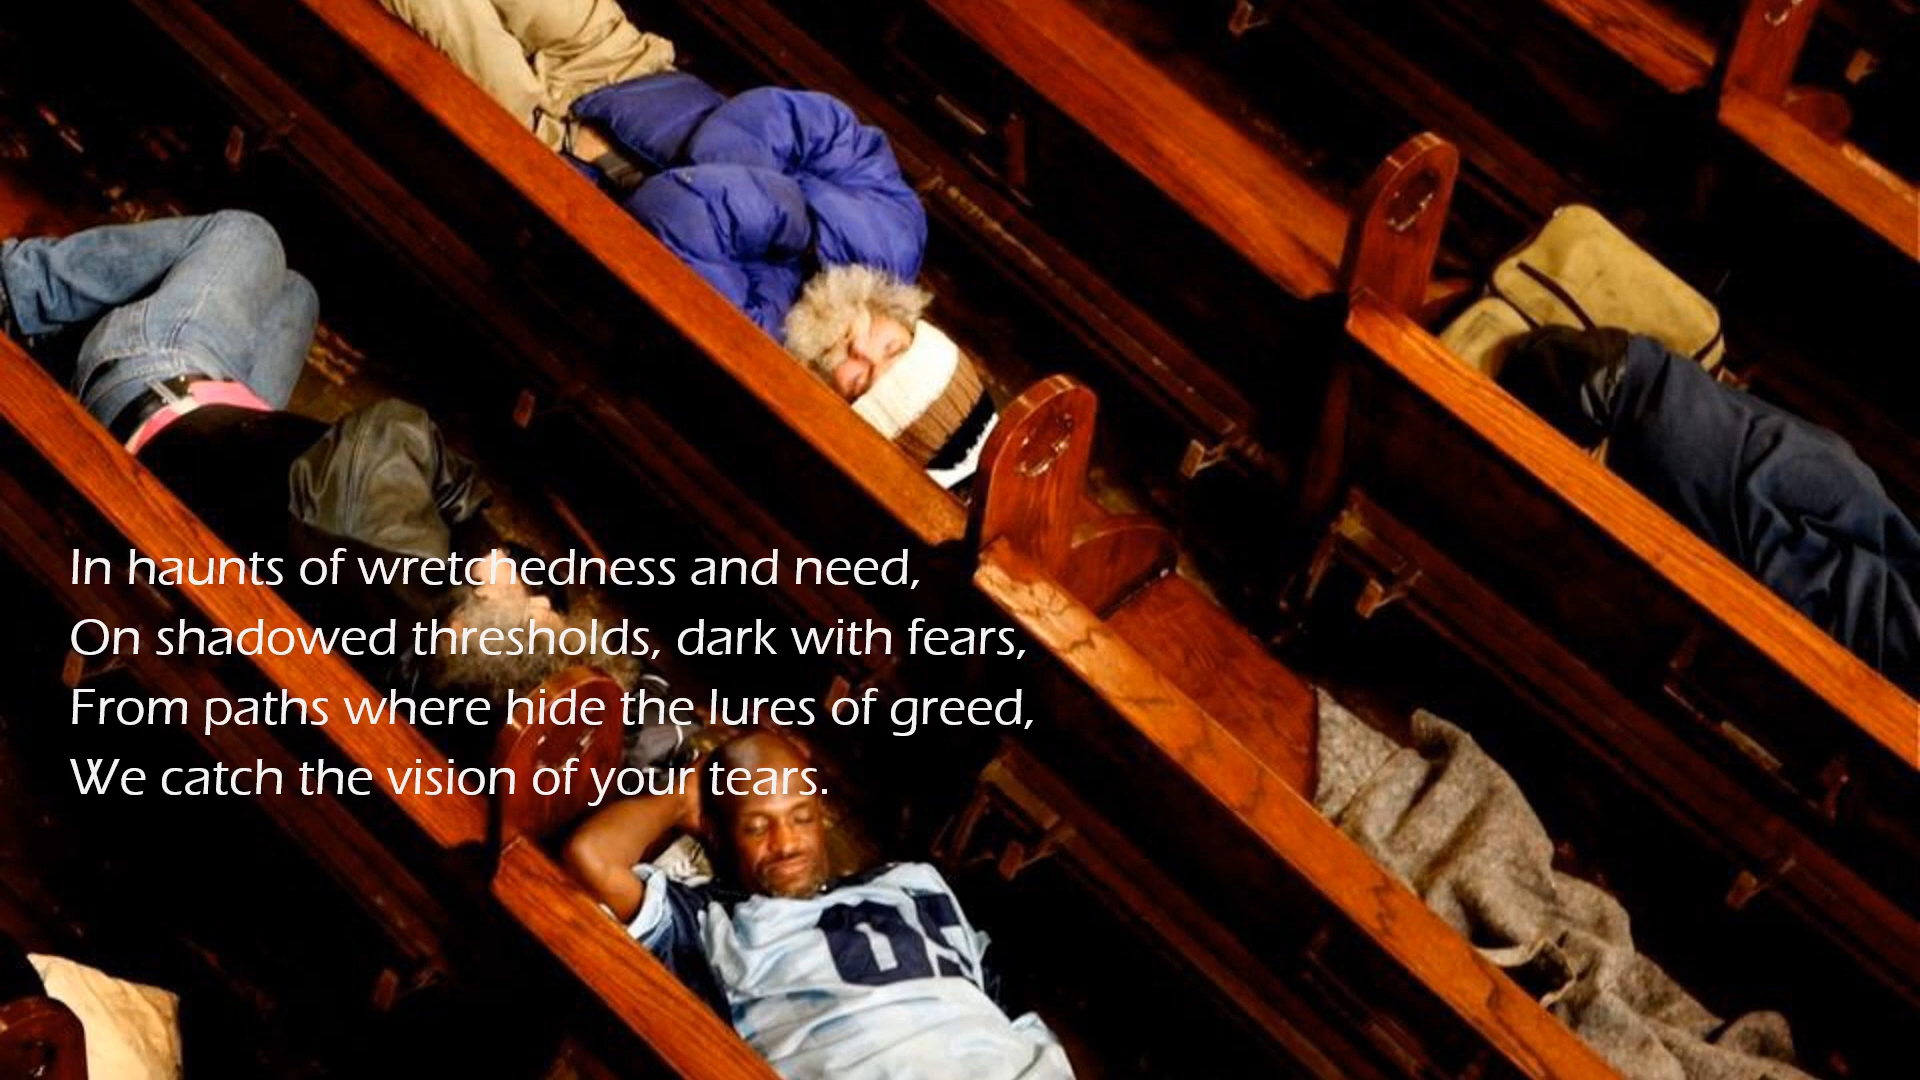 In haunts of wretchedness and need,
On shadowed thresholds, dark with fears,
From paths where hide the lures of greed,
We catch the vision of your tears.
05